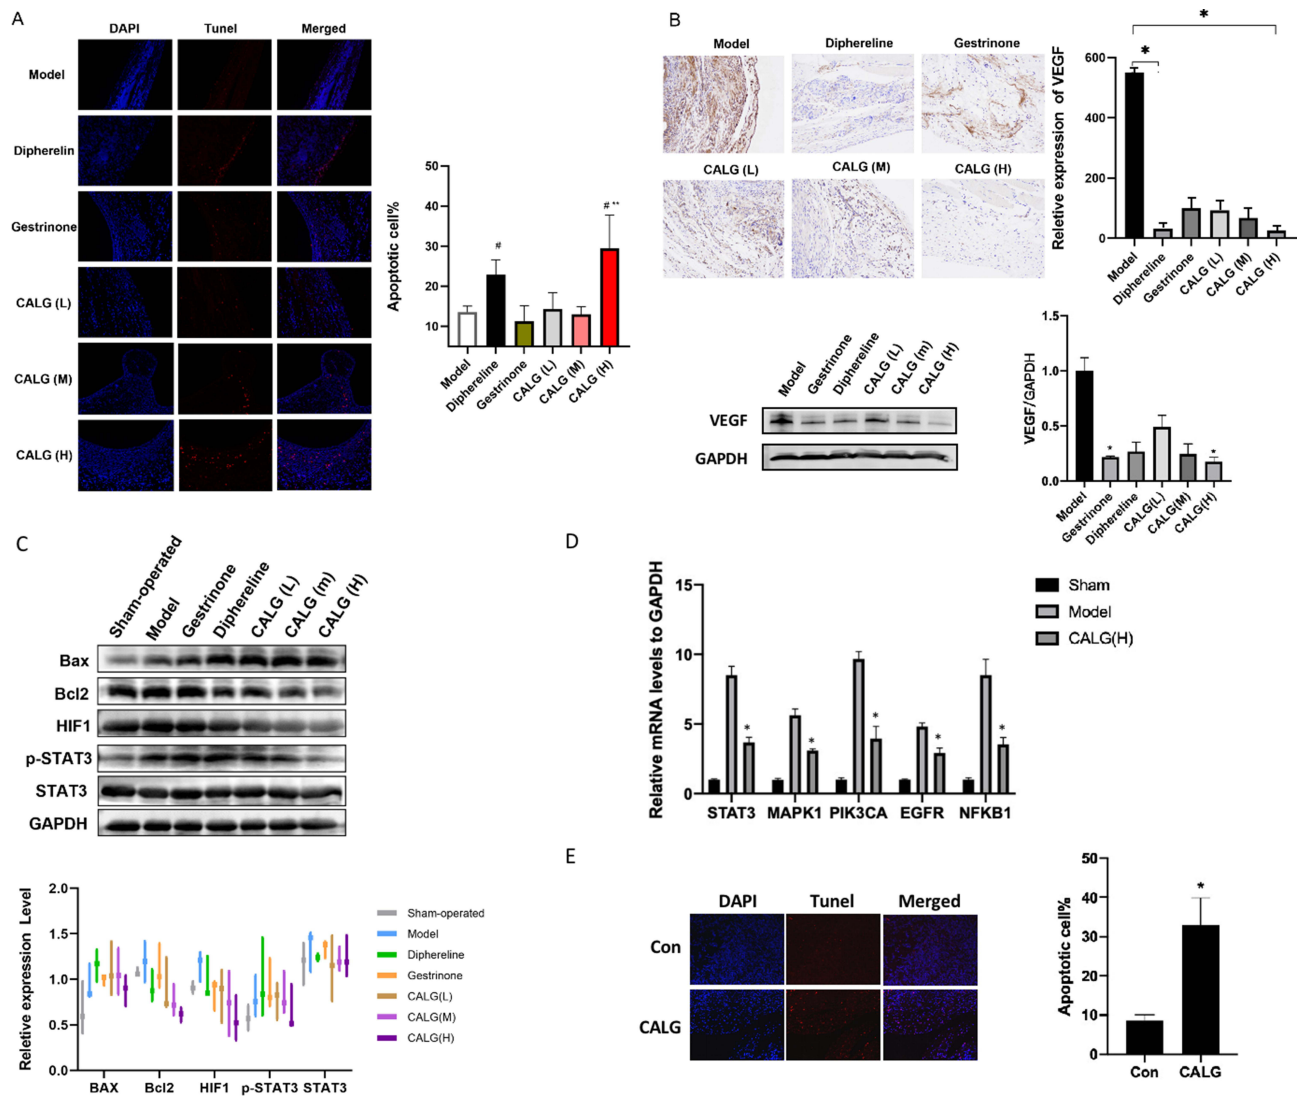 A
DAPI
Tunel
Merged
Model
Dipherelin
Gestrinone
CALG (L)
CALG (M)
CALG (H)
Apoptotic cell%
50
40
30
20
10
#
# **
Model
Diphereline
Gestrinone
CALG (L)
CALG (M)
CALG (H)
B
Model
Diphereline
Gestrinone
CALG (L)
CALG (M)
CALG (H)
Reletive expression of VEGF
600
400
200
0
*
*
Model
Diphereline
Gestrinone
CALG (L)
CALG (M)
CALG (H)
Model
Gestrinone
Diphereline
CALG (L)
CALG (m)
CALG (H)
VEGF
GAPDH
VEGF/GAPDH
1.5
1.0
0.5
0.0
*
*
Model
Gestrinone
Diphereline
CALG(L)
CALG(M)
CALG(H)
C
Sham-operated
Model
Gestrinone
Diphereline
CALG (L)
CALG (m)
CALG (H)
Bax
Bcl2
HIF1
p-STAT3
STAT3
GAPDH
Reletive expression Level
2.0
1.5
1.0
0.5
0.0
BAX
Bcl2
HIF1
p-STAT3
STAT3
Sham-operated
Model
Diphereline
Gestrinone
CALG(L)
CALG(M)
CALG(H)
D
Relative mRNA levels to GAPDH
15
10
5
0
*
*
*
*
*
STAT3
MAPK1
PIK3CA
EGFR
NFKB1
Sham
Model
CALG(H)
E
DAPI
Tunel
Merged
Con
CALG
Apoptotic cell%
50
40
30
20
10
0
*
Con
CALG